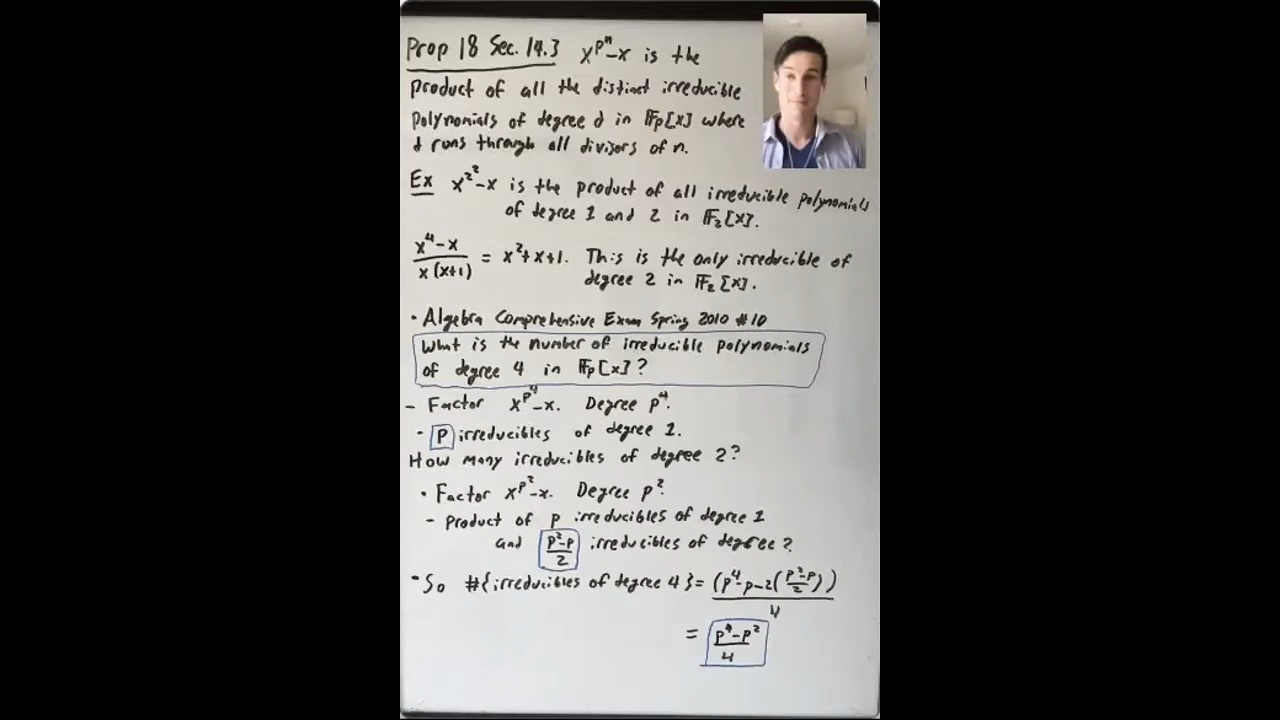 Prop 18 Sec. 14.3 x^{p^n}-x is the
product of all the distinct irreducible
polynomials of degree d in 𝔽_p[x] where
d runs through all divisors of n.
Ex x^{2^2}-x is the product of all irreducible polynomials
of degree 1 and 2 in 𝔽_2[x].
\frac{x^4-x}{x(x+1)} = x^2+x+1. This is the only irreducible of
degree 2 in 𝔽_2[x].
• Algebra Comprehensive Exam Spring 2010 #10
What is the number of irreducible polynomials
of degree 4 in 𝔽_p[x]?
- Factor x^{p^4}-x. Degree p^4.
• p irreducibles of degree 1.
How many irreducibles of degree 2?
• Factor x^{p^2}-x. Degree p^2.
- Product of p irreducibles of degree 1
and \frac{p^2-p}{2} irreducibles of degree 2
• So #{irreducibles of degree 4} = \frac{(p^4-p-2(\frac{p^2-p}{2}))}{4}
= \frac{p^4-p^2}{4}